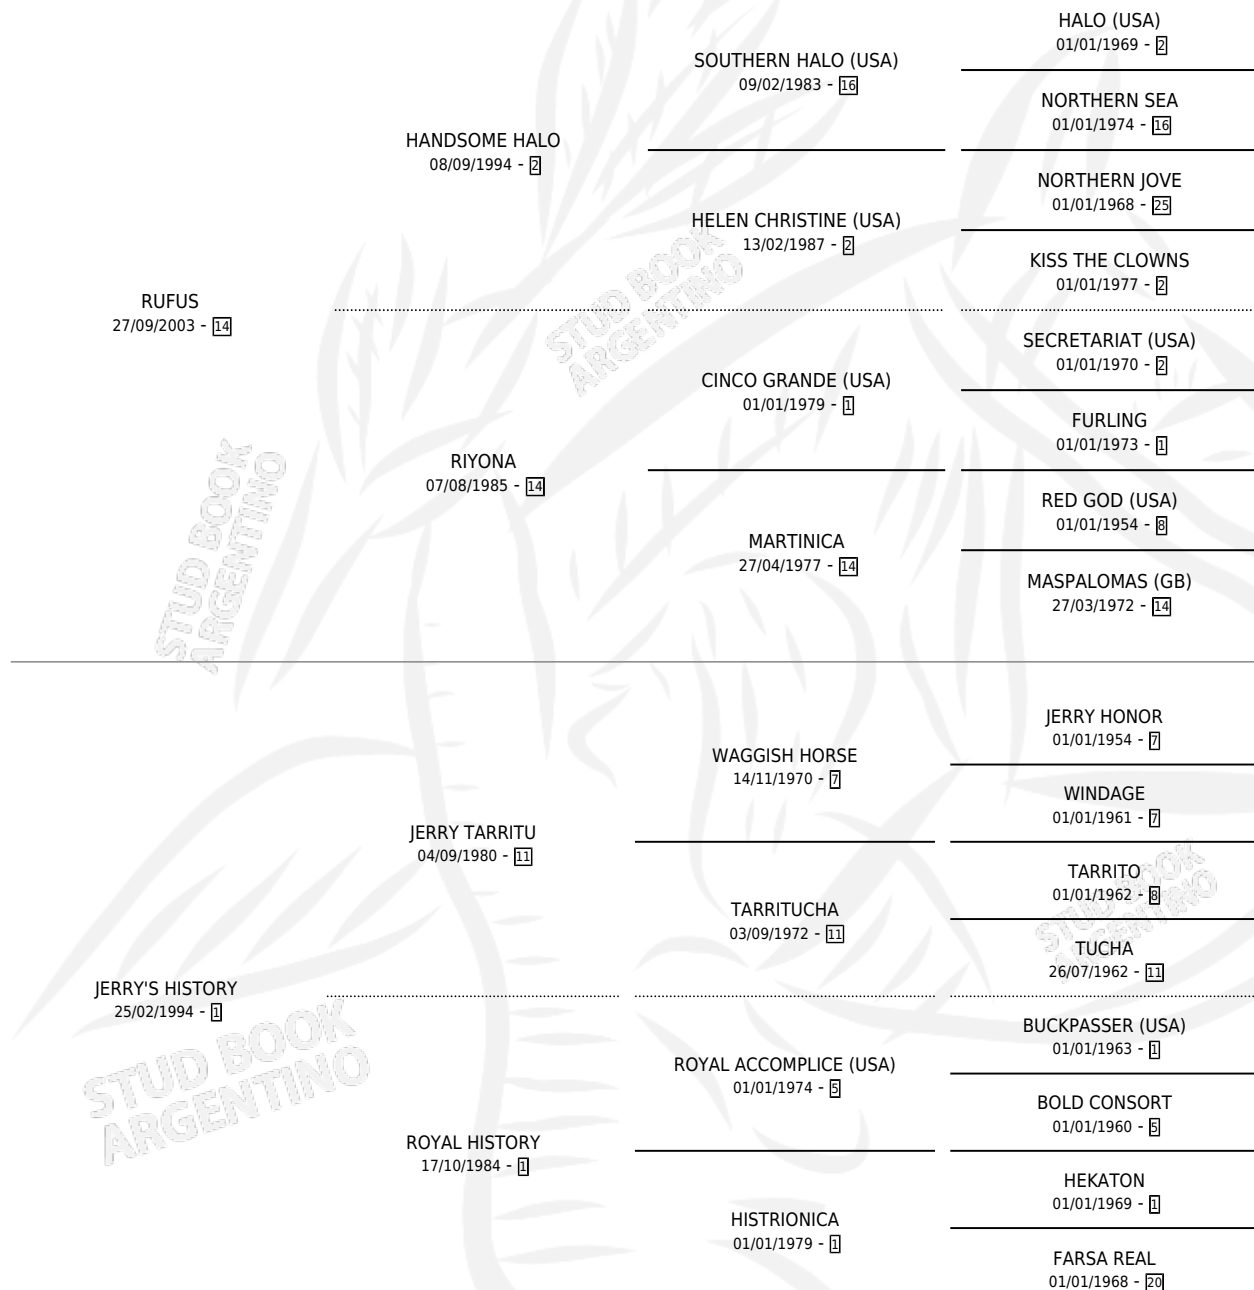 HALO (USA)
01/01/1969 - 2
SOUTHERN HALO (USA)
09/02/1983 - 16
NORTHERN SEA
01/01/1974 - 16
HANDSOME HALO
08/09/1994 - 2
NORTHERN JOVE
01/01/1968 - 25
HELEN CHRISTINE (USA)
13/02/1987 - 2
KISS THE CLOWNS
01/01/1977 - 2
RUFUS
27/09/2003 - 14
SECRETARIAT (USA)
01/01/1970 - 2
CINCO GRANDE (USA)
01/01/1979 - 1
FURLING
01/01/1973 - 1
RIYONA
07/08/1985 - 14
RED GOD (USA)
01/01/1954 - 8
MARTINICA
27/04/1977 - 14
MASPALOMAS (GB)
27/03/1972 - 14
STUD BOOK
ARGENTINO
STUD BOOK
ARGENTINO
JERRY HONOR
01/01/1954 - 7
WAGGISH HORSE
14/11/1970 - 7
WINDAGE
01/01/1961 - 7
JERRY TARRITU
04/09/1980 - 11
TARRITO
01/01/1962 - 8
TARRITUCHA
03/09/1972 - 11
TUCHA
26/07/1962 - 11
JERRY'S HISTORY
25/02/1994 - 1
BUCKPASSER (USA)
01/01/1963 - 1
ROYAL ACCOMPLICE (USA)
01/01/1974 - 5
BOLD CONSORT
01/01/1960 - 5
ROYAL HISTORY
17/10/1984 - 1
HEKATON
01/01/1969 - 1
HISTRIONICA
01/01/1979 - 1
FARSA REAL
01/01/1968 - 20
STUD BOOK
ARGENTINO
STUD BOOK
ARGENTINO